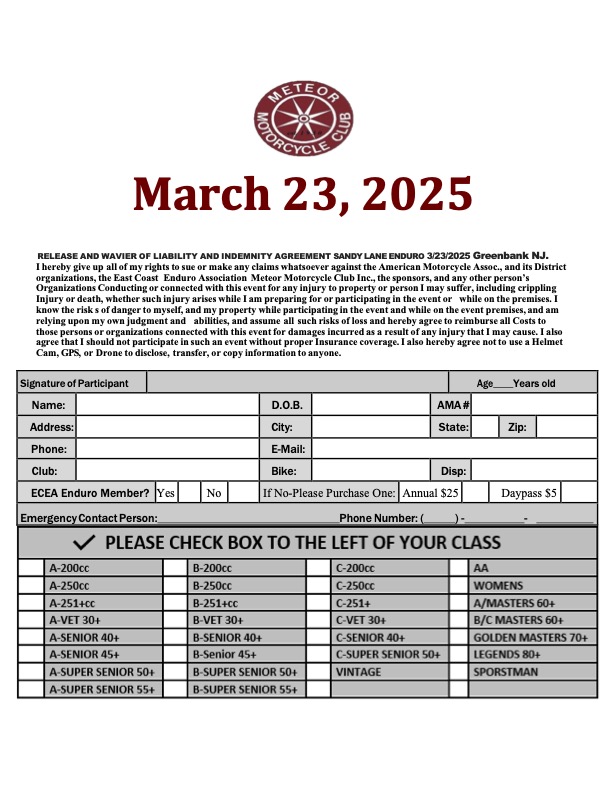 METEOR
MOTORCYCLE CLUB
March 23, 2025
RELEASE AND WAVIER OF LIABILITY AND INDEMNITY AGREEMENT SANDY LANE ENDURO 3/23/2025 Greenbank NJ.
I hereby give up all of my rights to sue or make any claims whatsoever against the American Motorcycle Assoc., and its District
organizations, the East Coast Enduro Association Meteor Motorcycle Club Inc., the sponsors, and any other person's
Organizations Conducting or connected with this event for any injury to property or person I may suffer, including crippling
Injury or death, whether such injury arises while I am preparing for or participating in the event or while on the premises. I
know the risk s of danger to myself, and my property while participating in the event and while on the event premises, and am
relying upon my own judgment and abilities, and assume all such risks of loss and hereby agree to reimburse all Costs to
those persons or organizations connected with this event for damages incurred as a result of any injury that I may cause. I also
agree that I should not participate in such an event without proper Insurance coverage. I also hereby agree not to use a Helmet
Cam, GPS, or Drone to disclose, transfer, or copy information to anyone.
Signature of Participant Age____Years old
Name: D.O.B. AMA #
Address: City: State: Zip:
Phone: E-Mail:
Club: Bike: Disp:
ECEA Enduro Member? Yes No If No-Please Purchase One: Annual $25 Daypass $5
Emergency Contact Person:______________________________Phone Number: (_____) -__________-__________
✓ PLEASE CHECK BOX TO THE LEFT OF YOUR CLASS
A-200cc B-200cc C-200cc AA
A-250cc B-250cc C-250cc WOMENS
A-251+cc B-251+cc C-251+ A/MASTERS 60+
A-VET 30+ B-VET 30+ C-VET 30+ B/C MASTERS 60+
A-SENIOR 40+ B-SENIOR 40+ C-SENIOR 40+ GOLDEN MASTERS 70+
A-SENIOR 45+ B-Senior 45+ C-SUPER SENIOR 50+ LEGENDS 80+
A-SUPER SENIOR 50+ B-SUPER SENIOR 50+ VINTAGE SPORSTMAN
A-SUPER SENIOR 55+ B-SUPER SENIOR 55+